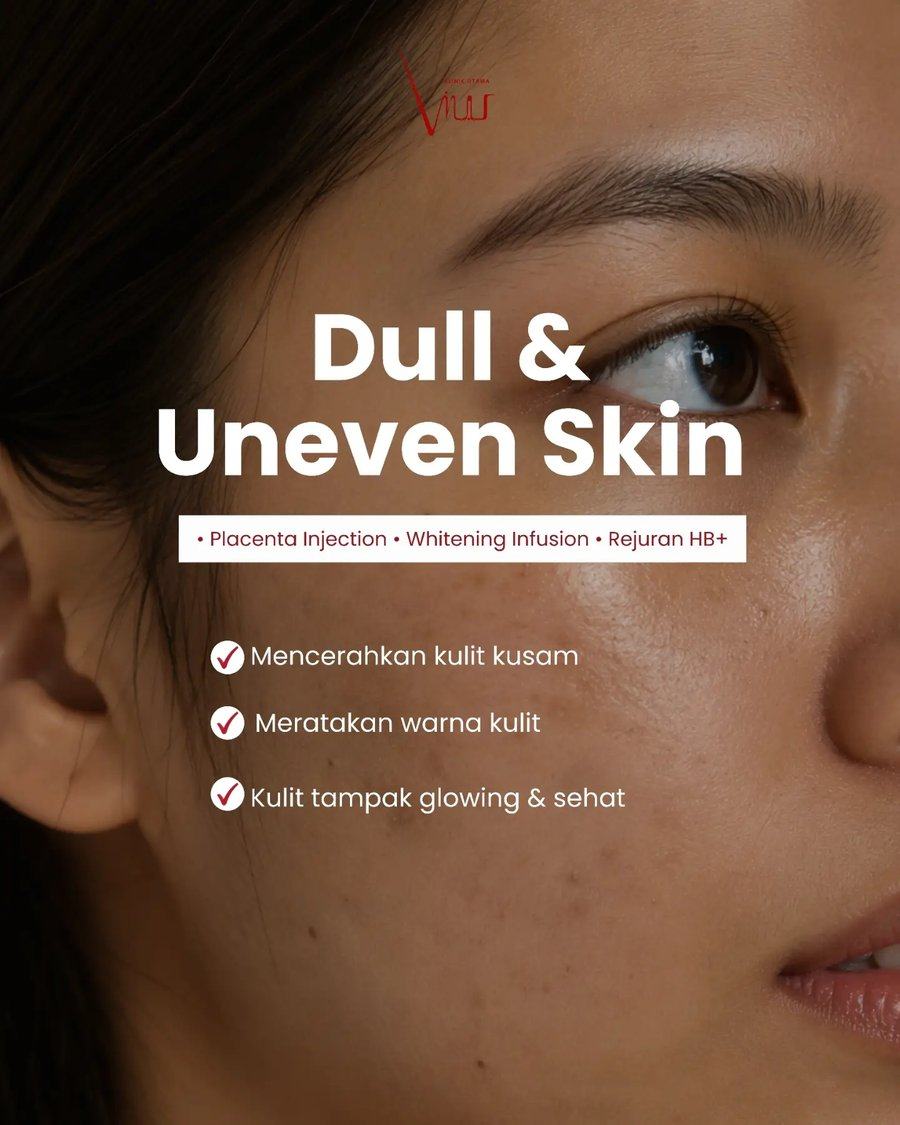 Dull &
Uneven Skin
• Placenta Injection • Whitening Infusion • Rejuran HB+
Mencerahkan kulit kusam
Meratakan warna kulit
Kulit tampak glowing & sehat